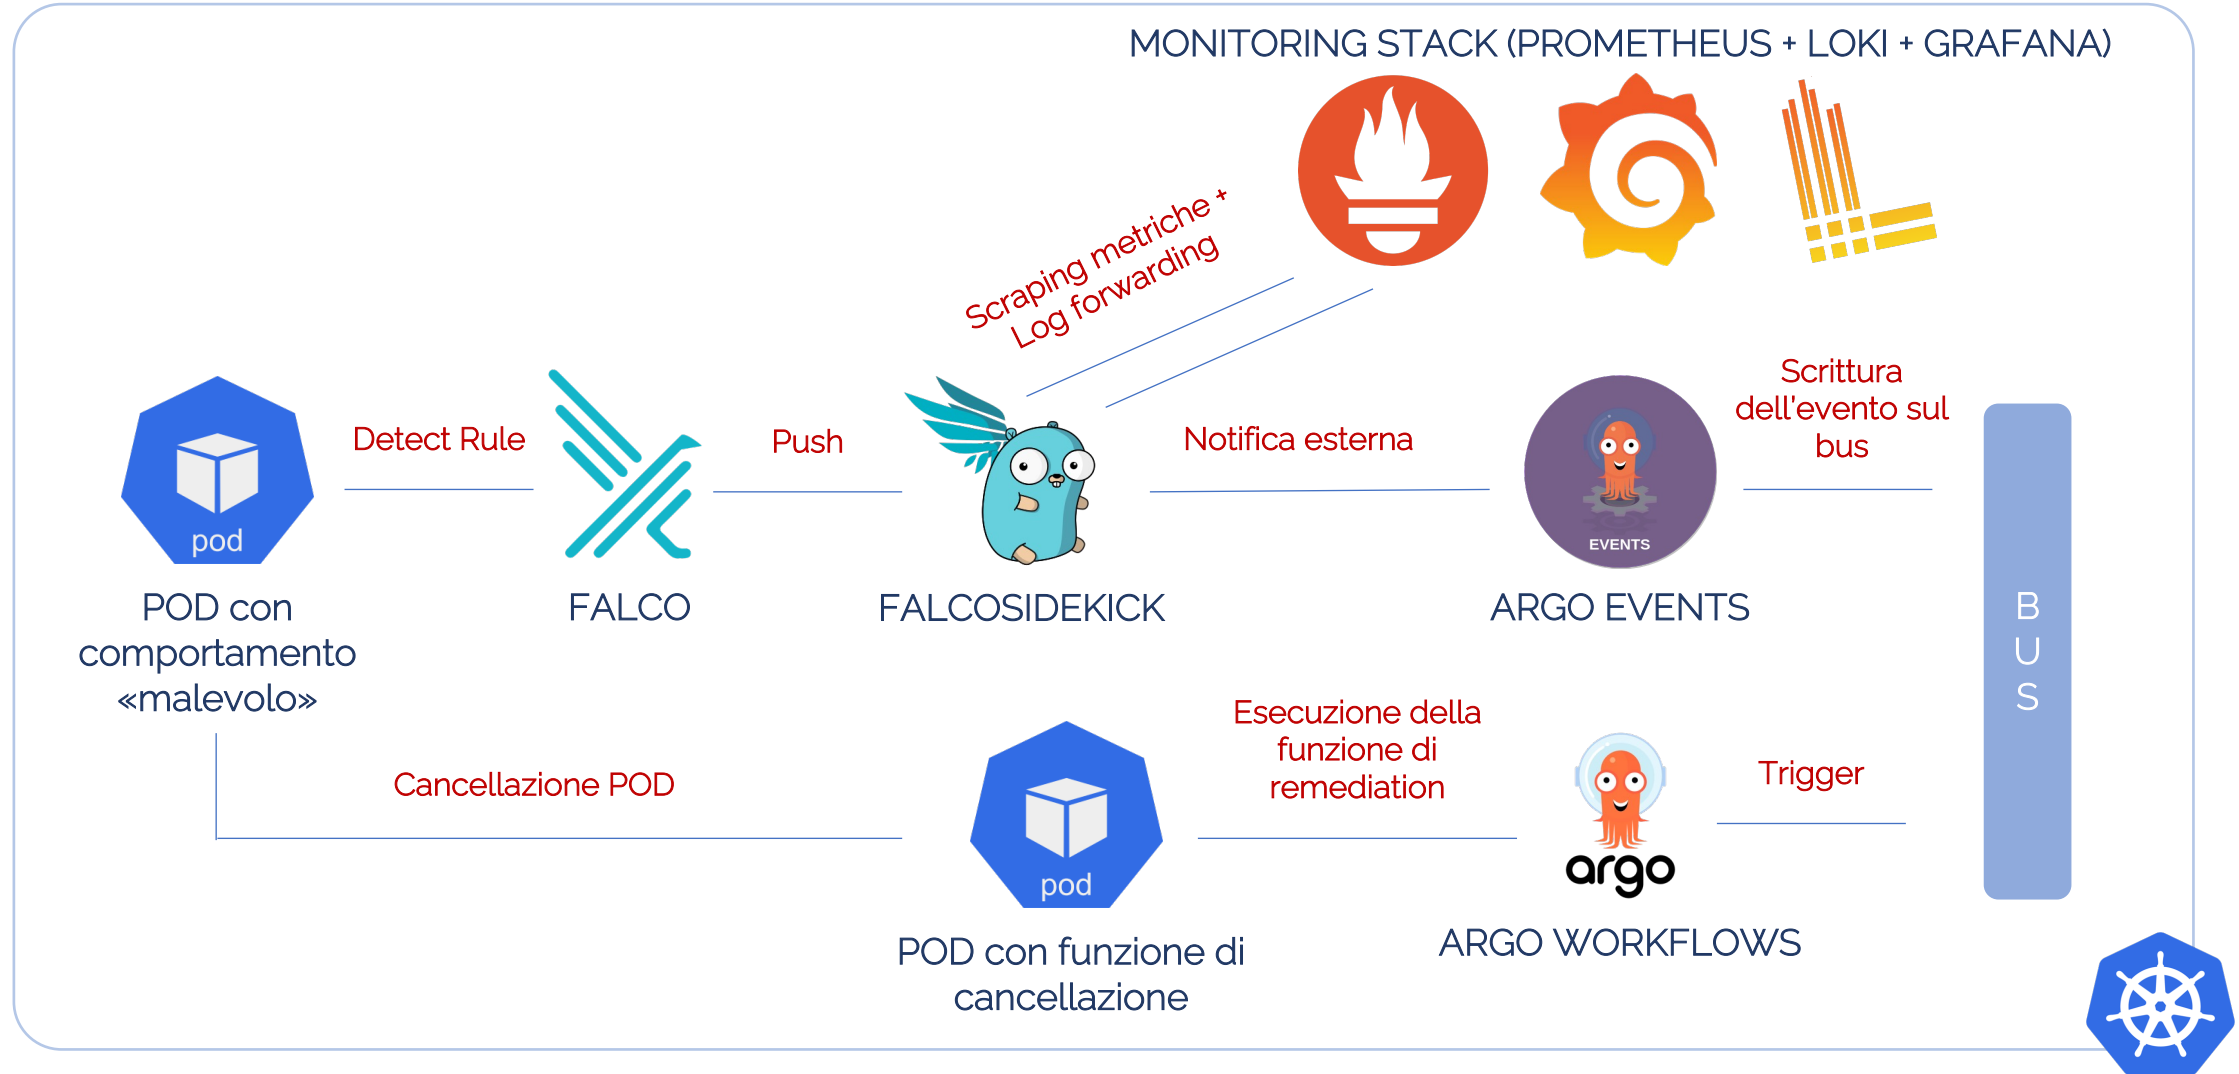 MONITORING STACK (PROMETHEUS + LOKI + GRAFANA)
Scraping metriche +
Log forwarding
Detect Rule
Push
Notifica esterna
Scrittura
dell'evento sul
bus
pod
EVENTS
POD con
comportamento
«malevolo»
FALCO
FALCOSIDEKICK
ARGO EVENTS
B
U
S
Cancellazione POD
Esecuzione della
funzione di
remediation
Trigger
pod
argo
POD con funzione di
cancellazione
ARGO WORKFLOWS